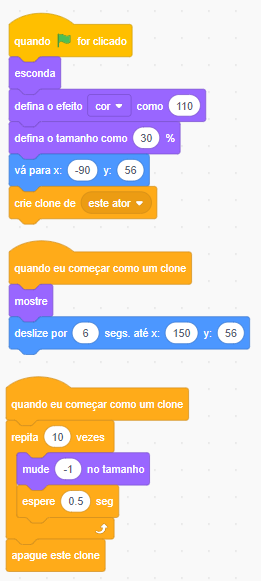 quando for clicado
esconda
defina o efeito cor como 110
defina o tamanho como 30 %
vá para x: -90 y: 56
crie clone de este ator
quando eu começar como um clone
mostre
deslize por 6 segs. até x: 150 y: 56
quando eu começar como um clone
repita 10 vezes
mude -1 no tamanho
espere 0.5 seg
apague este clone